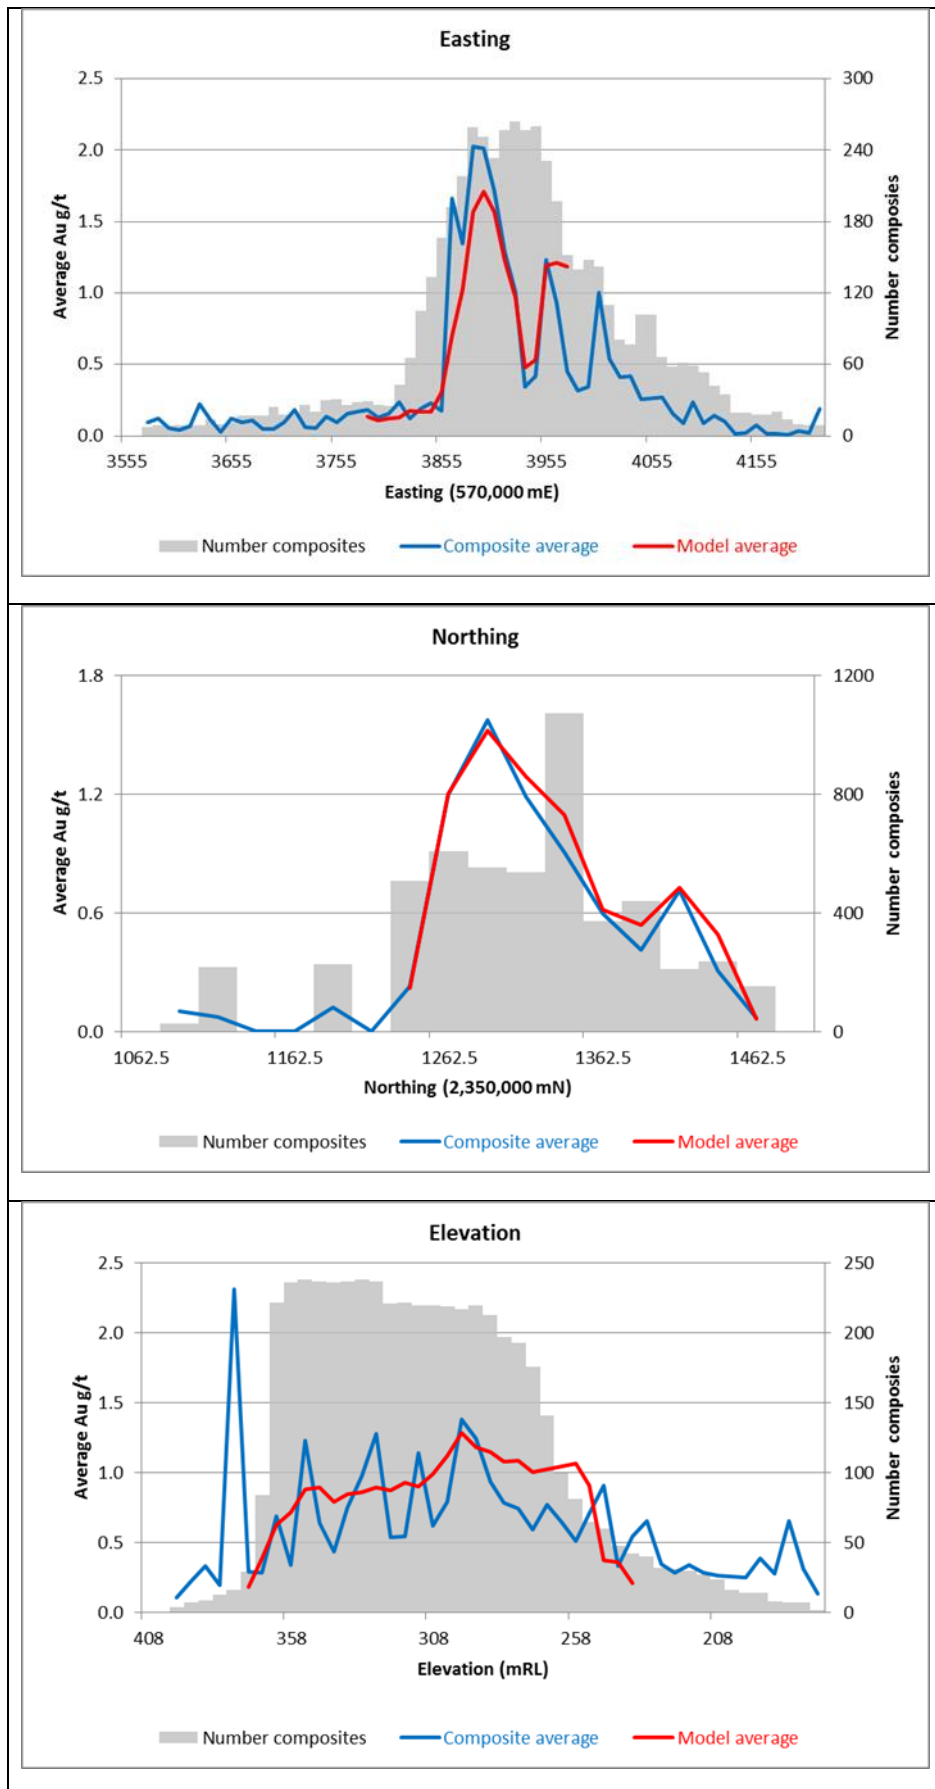 Easting
2.5 300
2.0 240
1.5 180
1.0 120
0.5 60
0.0 0
Average Au g/t
Number composies
3555 3655 3755 3855 3955 4055 4155
Easting (570,000 mE)
Number composites Composite average Model average
Northing
1.8 1200
1.2 800
0.6 400
0.0 0
Average Au g/t
Number composies
1062.5 1162.5 1262.5 1362.5 1462.5
Northing (2,350,000 mN)
Number composites Composite average Model average
Elevation
2.5 250
2.0 200
1.5 150
1.0 100
0.5 50
0.0 0
Average Au g/t
Number composies
408 358 308 258 208
Elevation (mRL)
Number composites Composite average Model average